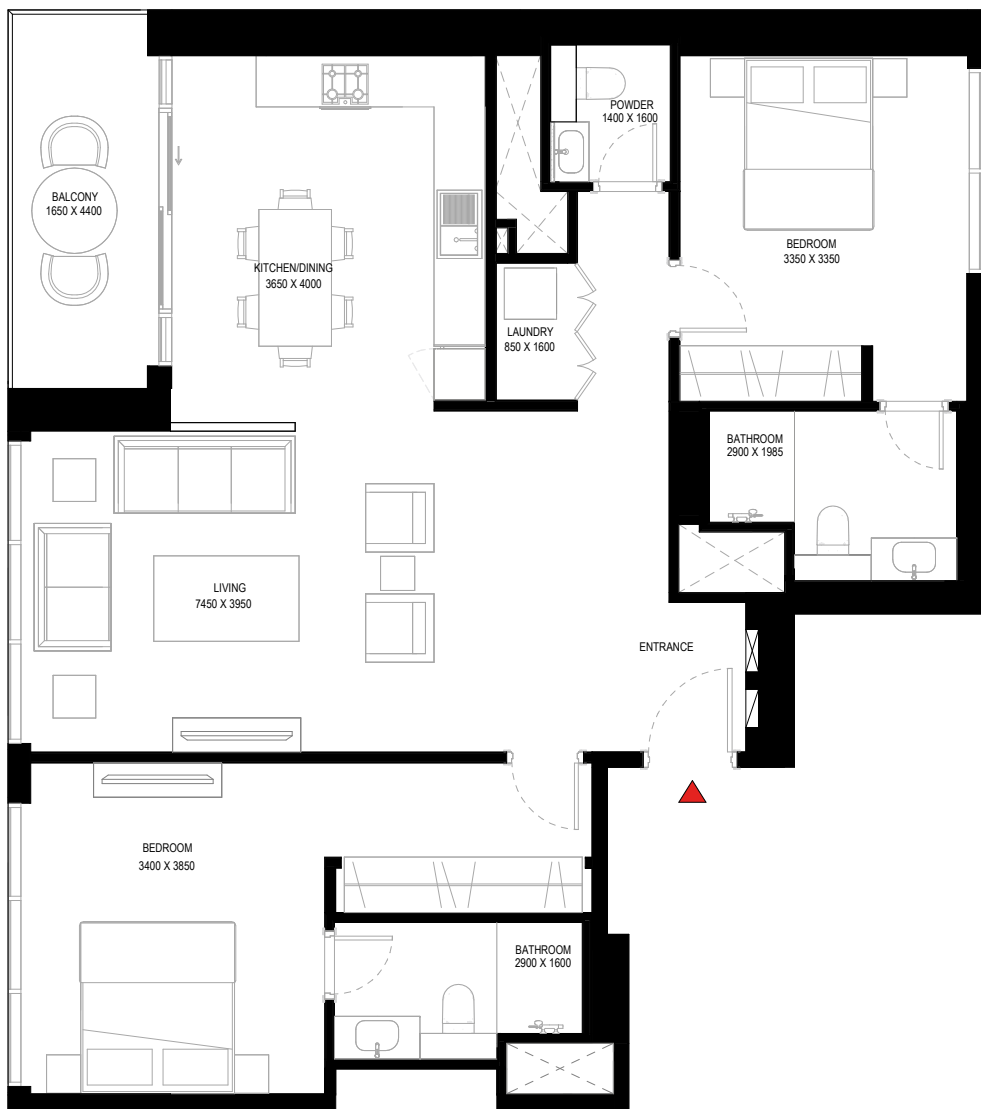 POWDER
1400 X 1600
BALCONY
1650 X 4400
BEDROOM
3350 X 3350
KITCHEN/DINING
3650 X 4000
LAUNDRY
850 X 1600
BATHROOM
2900 X 1985
LIVING
7450 X 3950
ENTRANCE
BEDROOM
3400 X 3850
BATHROOM
2900 X 1600